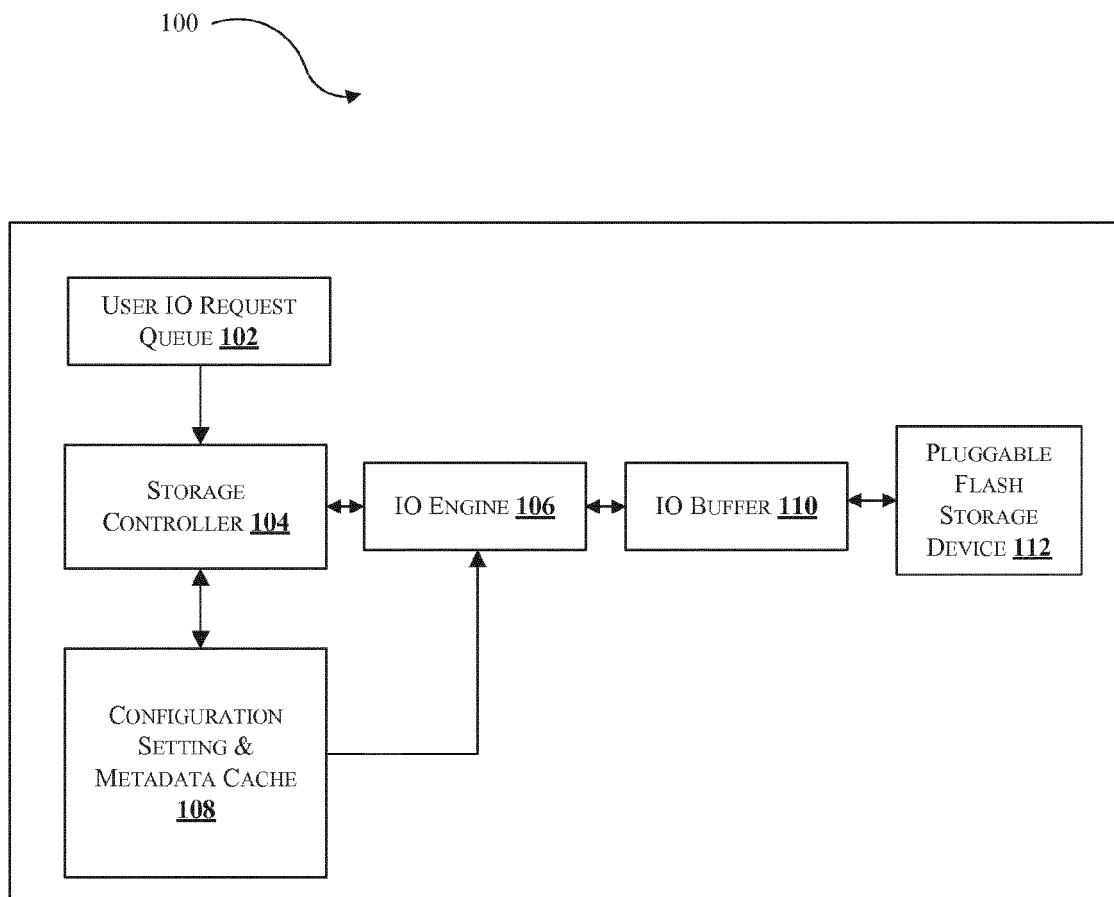 100
USER IO REQUEST
QUEUE 102
STORAGE
CONTROLLER 104
IO ENGINE 106
IO BUFFER 110
PLUGGABLE
FLASH
STORAGE
DEVICE 112
CONFIGURATION
SETTING &
METADATA CACHE
108